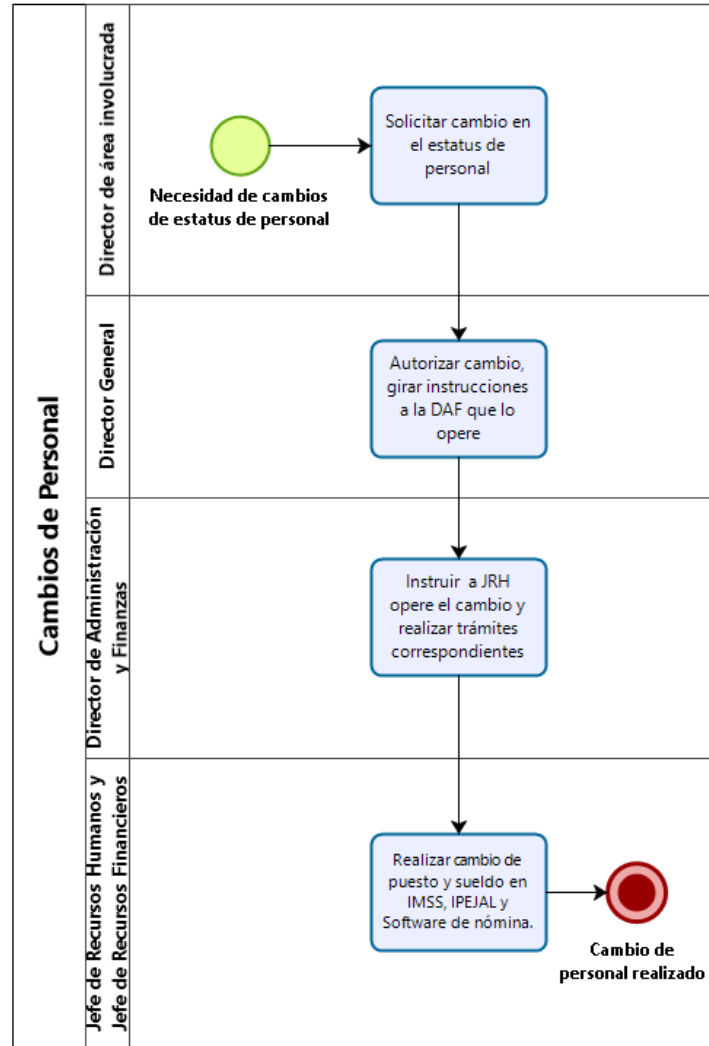 Cambios de Personal
Director de área involucrada
Necesidad de cambios
de estatus de personal
Solicitar cambio en
el estatus de
personal
Director General
Autorizar cambio,
girar instrucciones
a la DAF que lo
opere
Director de Administración
y Finanzas
Instruir a JRH
opere el cambio y
realizar trámites
correspondientes
Jefe de Recursos Humanos y
Jefe de Recursos Financieros
Realizar cambio de
puesto y sueldo en
IMSS, IPEJAL y
Software de nómina.
Cambio de
personal realizado